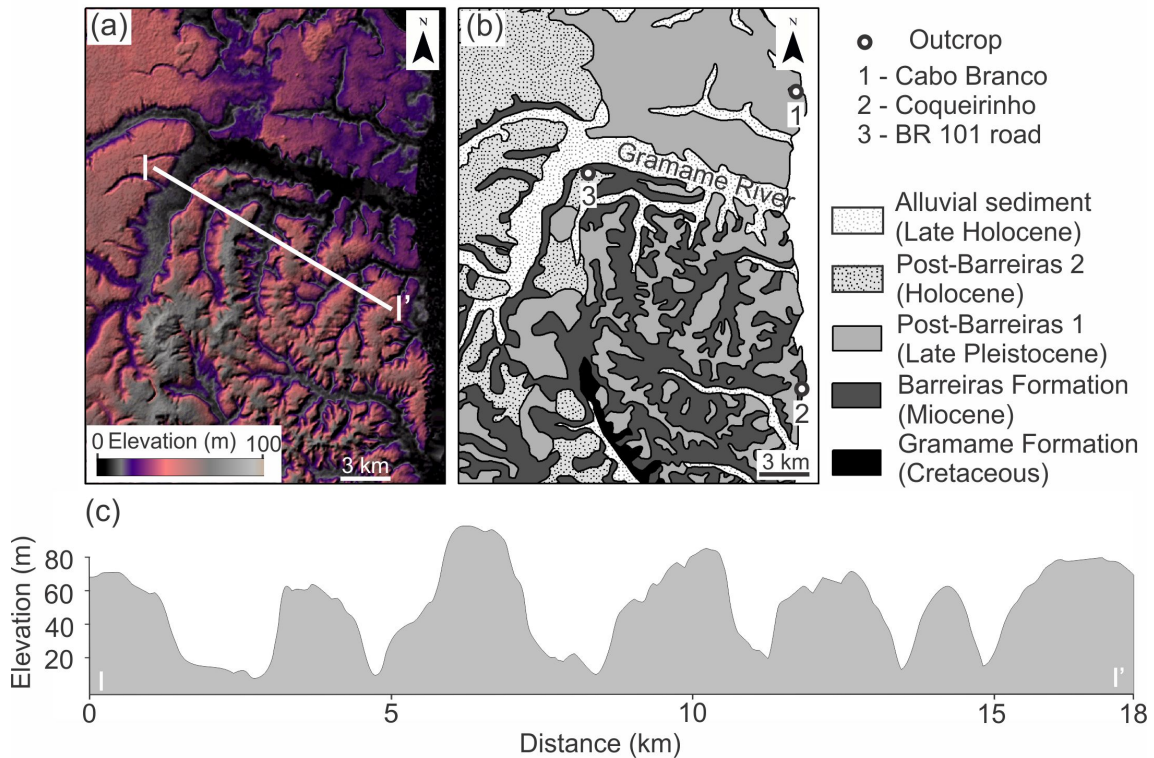 (a)
N
I
I'
0 Elevation (m) 100
3 km
(b)
N
1
Gramame River
3
2
3 km
Outcrop
1 - Cabo Branco
2 - Coqueirinho
3 - BR 101 road
Alluvial sediment
(Late Holocene)
Post-Barreiras 2
(Holocene)
Post-Barreiras 1
(Late Pleistocene)
Barreiras Formation
(Miocene)
Gramame Formation
(Cretaceous)
(c)
Elevation (m)
80
60
40
20
I
I'
0
5
10
15
18
Distance (km)